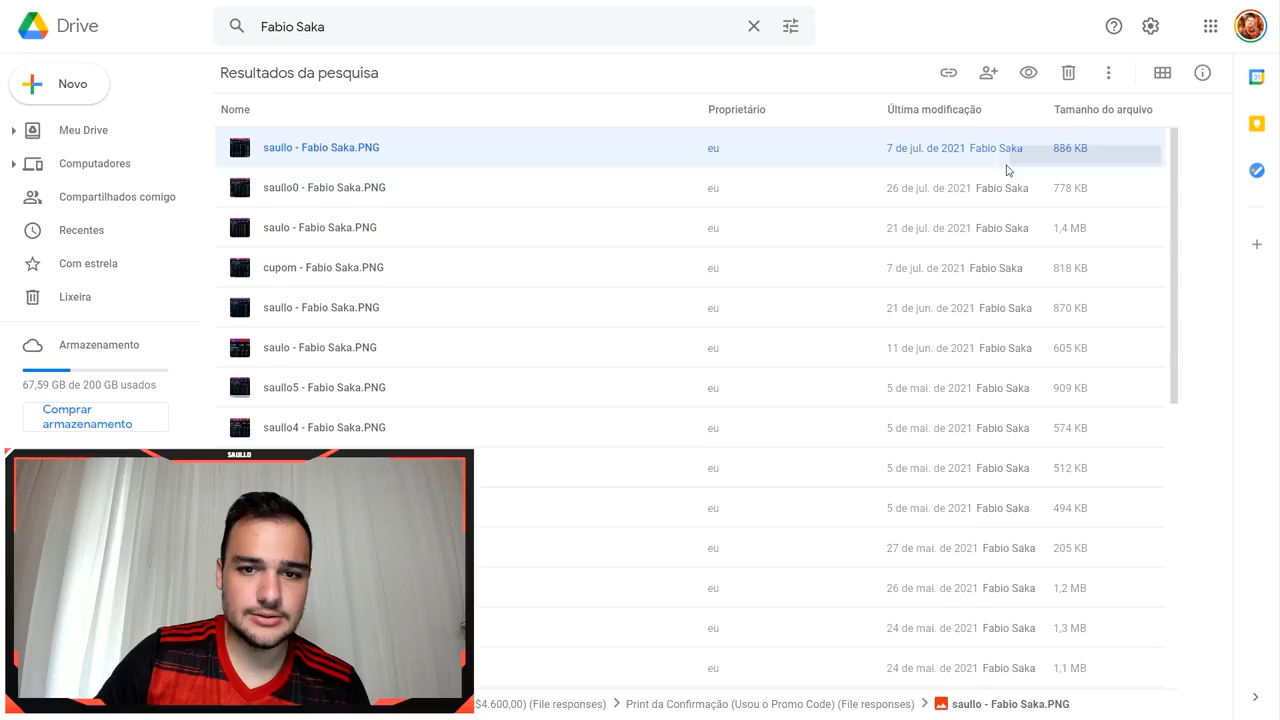 Drive
Fabio Saka
Novo
Resultados da pesquisa
Nome Proprietário Última modificação Tamanho do arquivo
Meu Drive
Computadores
Compartilhados comigo
Recentes
Com estrela
Lixeira
Armazenamento
67,59 GB de 200 GB usados
Comprar armazenamento
saullo - Fabio Saka.PNG eu 7 de jul. de 2021 Fabio Saka 886 KB
saullo0 - Fabio Saka.PNG eu 26 de jul. de 2021 Fabio Saka 778 KB
saulo - Fabio Saka.PNG eu 21 de jul. de 2021 Fabio Saka 1,4 MB
cupom - Fabio Saka.PNG eu 7 de jul. de 2021 Fabio Saka 818 KB
saullo - Fabio Saka.PNG eu 21 de jun. de 2021 Fabio Saka 870 KB
saulo - Fabio Saka.PNG eu 11 de jun. de 2021 Fabio Saka 605 KB
saullo5 - Fabio Saka.PNG eu 5 de mai. de 2021 Fabio Saka 909 KB
saullo4 - Fabio Saka.PNG eu 5 de mai. de 2021 Fabio Saka 574 KB
eu 5 de mai. de 2021 Fabio Saka 512 KB
eu 5 de mai. de 2021 Fabio Saka 494 KB
eu 27 de mai. de 2021 Fabio Saka 205 KB
eu 26 de mai. de 2021 Fabio Saka 1,2 MB
eu 24 de mai. de 2021 Fabio Saka 1,3 MB
eu 24 de mai. de 2021 Fabio Saka 1,1 MB
SAULLO
$4.600,00) (File responses) Print da Confirmação (Usou o Promo Code) (File responses) saullo - Fabio Saka.PNG
31